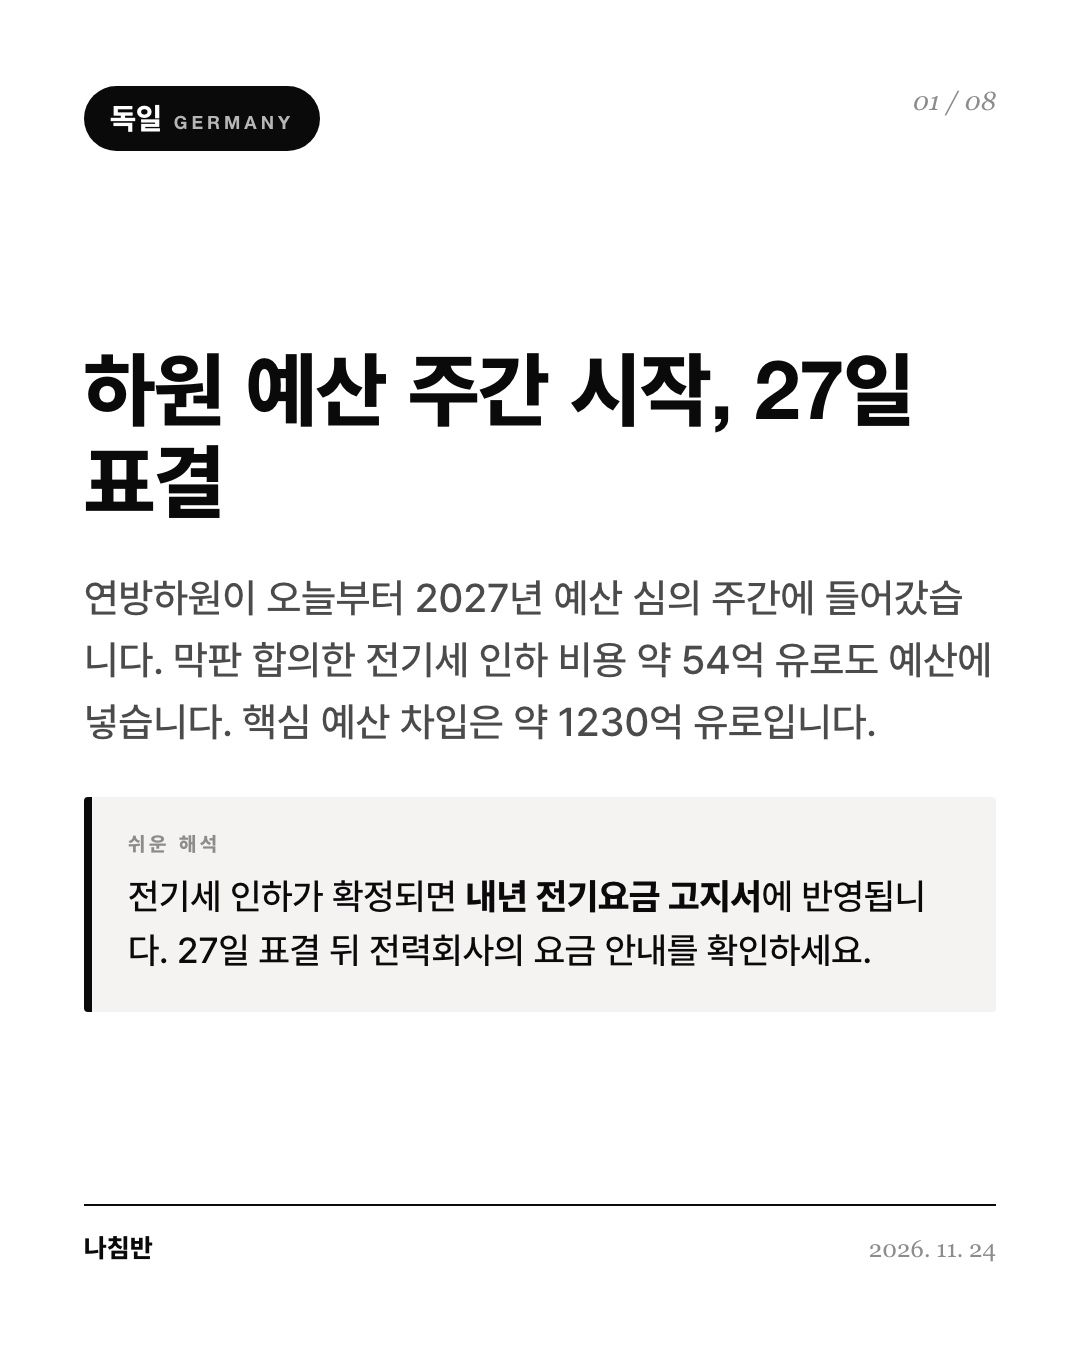 독일 GERMANY
01 / 08
하원 예산 주간 시작, 27일
표결
연방하원이 오늘부터 2027년 예산 심의 주간에 들어갔습
니다. 막판 합의한 전기세 인하 비용 약 54억 유로도 예산에
넣습니다. 핵심 예산 차입은 약 1230억 유로입니다.
쉬운 해석
전기세 인하가 확정되면 내년 전기요금 고지서에 반영됩니
다. 27일 표결 뒤 전력회사의 요금 안내를 확인하세요.
나침반
2026. 11. 24